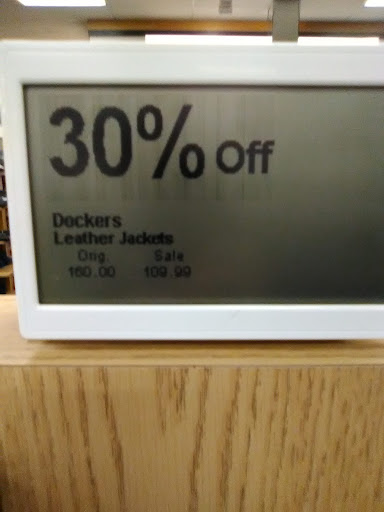 30% Off
Dockers
Leather Jackets
Orig. Sale
160.00 109.99